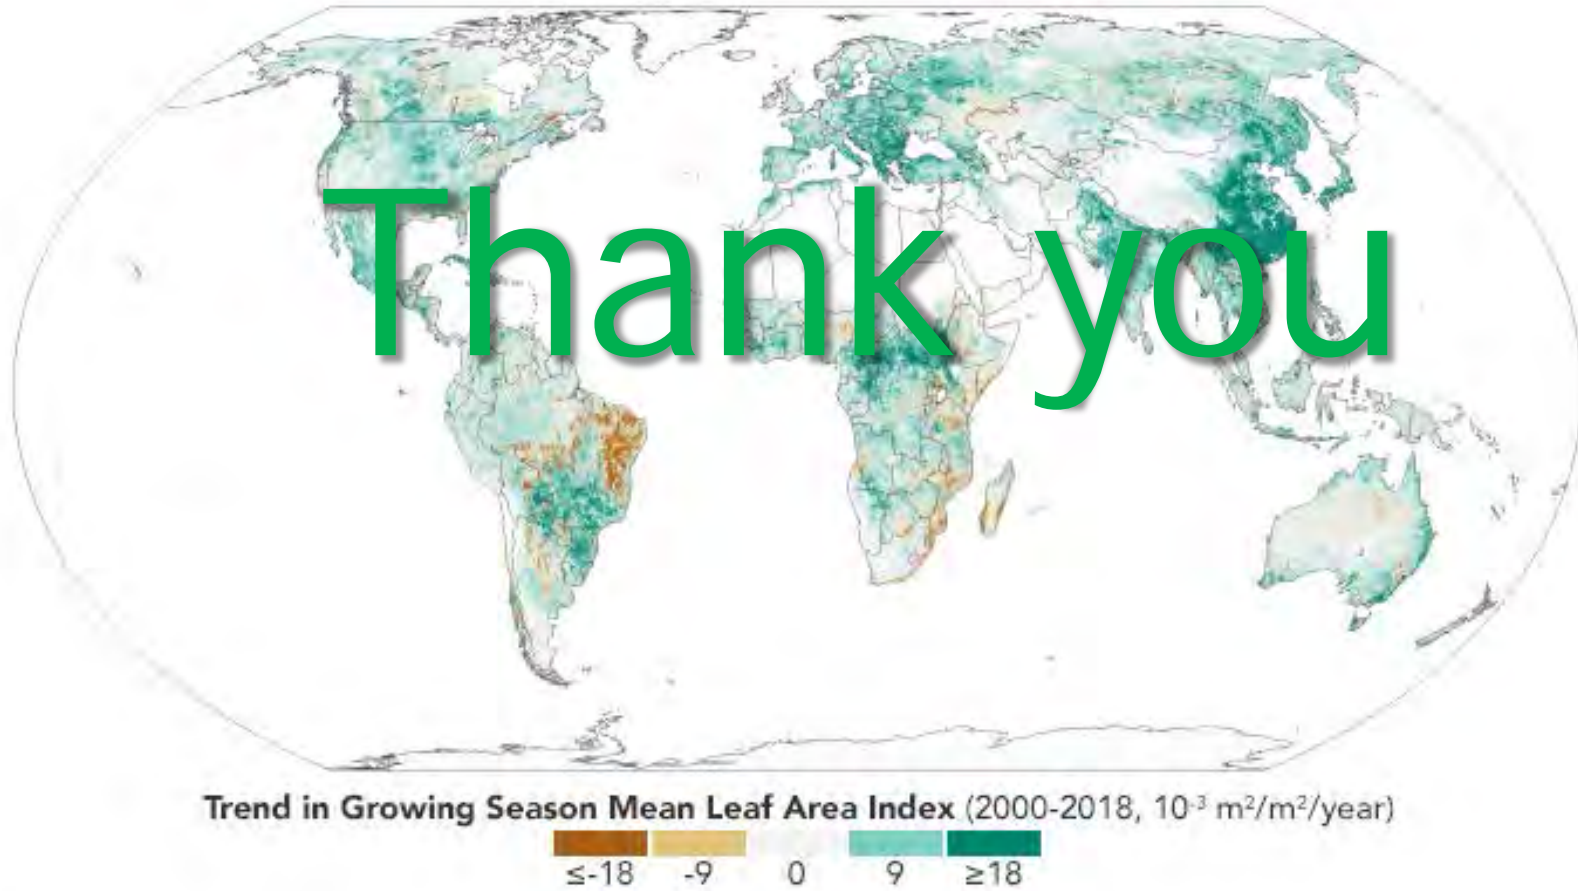 Thank you
Trend in Growing Season Mean Leaf Area Index (2000-2018, 10⁻³ m²/m²/year)
≤-18 -9 0 9 ≥18